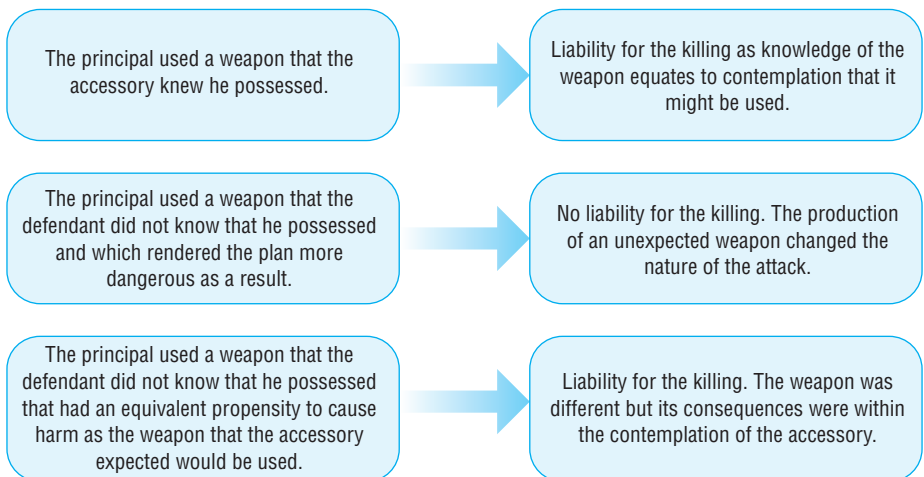 The principal used a weapon that the
accessory knew he possessed.
Liability for the killing as knowledge of the
weapon equates to contemplation that it
might be used.
The principal used a weapon that the
defendant did not know that he possessed
and which rendered the plan more
dangerous as a result.
No liability for the killing. The production
of an unexpected weapon changed the
nature of the attack.
The principal used a weapon that the
defendant did not know that he possessed
that had an equivalent propensity to cause
harm as the weapon that the accessory
expected would be used.
Liability for the killing. The weapon was
different but its consequences were within
the contemplation of the accessory.